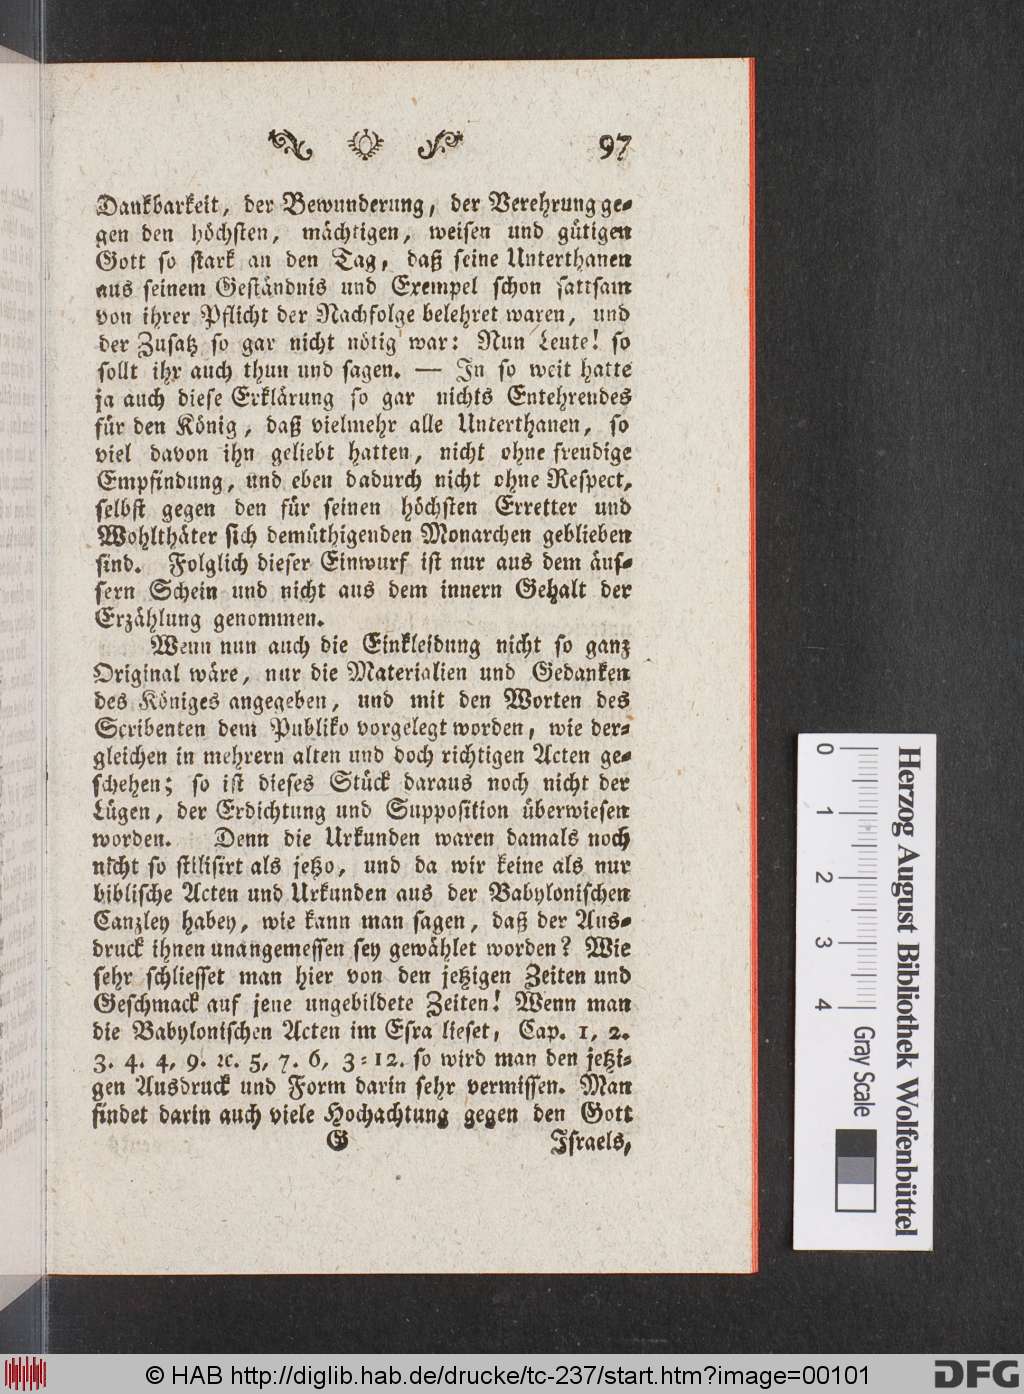 97
Dankbarkeit, der Bewunderung, der Verehrung ge-
gen den höchsten, mächtigen, weisen und gütigen
Gott so stark an den Tag, daß seine Unterthanen
aus seinem Geständnis und Exempel schon sattsam
von ihrer Pflicht der Nachfolge belehret waren, und
der Zusatz so gar nicht nötig war: Nun Leute! so
sollt ihr auch thun und sagen. — In so weit hatte
ja auch diese Erklärung so gar nichts Entehrendes
für den König, daß vielmehr alle Unterthanen, so
viel davon ihn geliebt hatten, nicht ohne freudige
Empfindung, und eben dadurch nicht ohne Respect,
selbst gegen den für seinen höchsten Erretter und
Wohlthäter sich demüthigenden Monarchen geblieben
sind. Folglich dieser Einwurf ist nur aus dem äus-
sern Schein und nicht aus dem innern Gehalt der
Erzählung genommen.
Wenn nun auch die Einkleidung nicht so ganz
Original wäre, nur die Materialien und Gedanken
des Königes angegeben, und mit den Worten des
Scribenten dem Publiko vorgelegt worden, wie der-
gleichen in mehrern alten und doch richtigen Acten ge-
schehen; so ist dieses Stück daraus noch nicht der
Lügen, der Erdichtung und Supposition überwiesen
worden. Denn die Urkunden waren damals noch
nicht so stilisirt als jetzo, und da wir keine als nur
biblische Acten und Urkunden aus der Babylonischen
Canzley habey, wie kann man sagen, daß der Aus-
druck ihnen unangemessen sey gewählet worden? Wie
sehr schliesset man hier von den jetzigen Zeiten und
Geschmack auf jene ungebildete Zeiten! Wenn man
die Babylonischen Acten im Esra lieset, Cap. 1, 2.
3. 4. 4, 9. ꝛc. 5, 7. 6, 3-12. so wird man den jetzi-
gen Ausdruck und Form darin sehr vermissen. Man
findet darin auch viele Hochachtung gegen den Gott
G Israels,
Herzog August Bibliothek Wolfenbüttel
0 1 2 3 4 Gray Scale
© HAB http://diglib.hab.de/drucke/tc-237/start.htm?image=00101
DFG